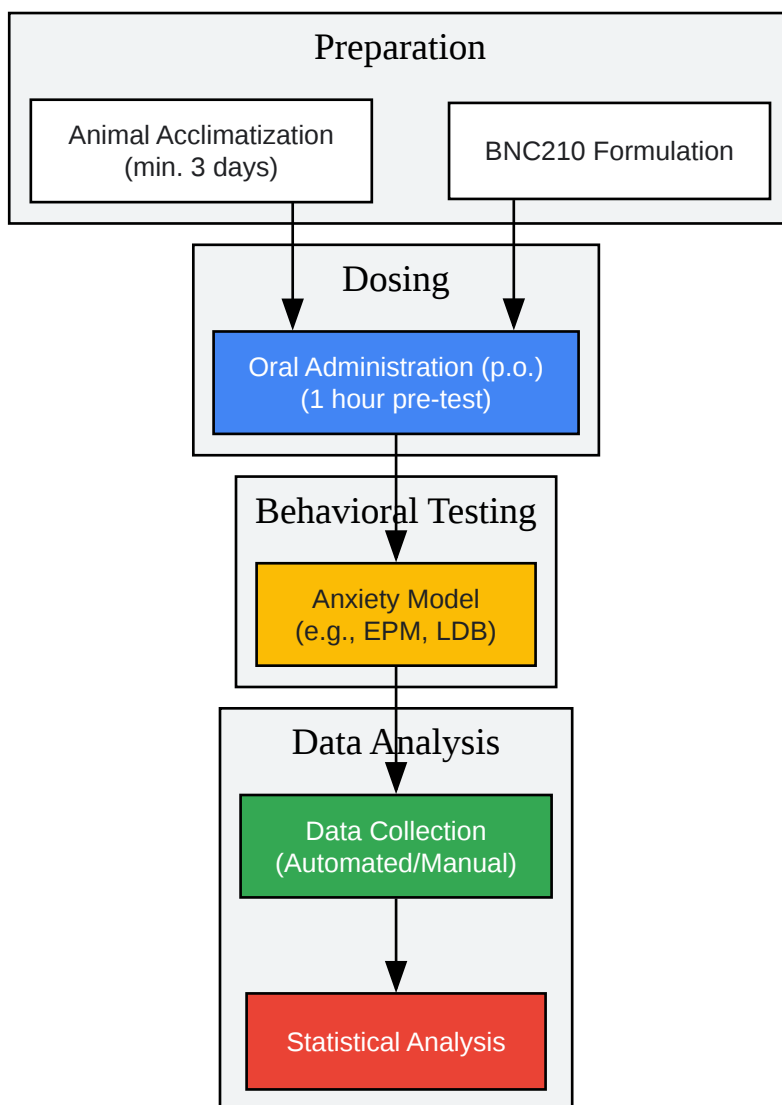 Preparation
Animal Acclimatization
(min. 3 days)
BNC210 Formulation
Dosing
Oral Administration (p.o.)
(1 hour pre-test)
Behavioral Testing
Anxiety Model
(e.g., EPM, LDB)
Data Analysis
Data Collection
(Automated/Manual)
Statistical Analysis